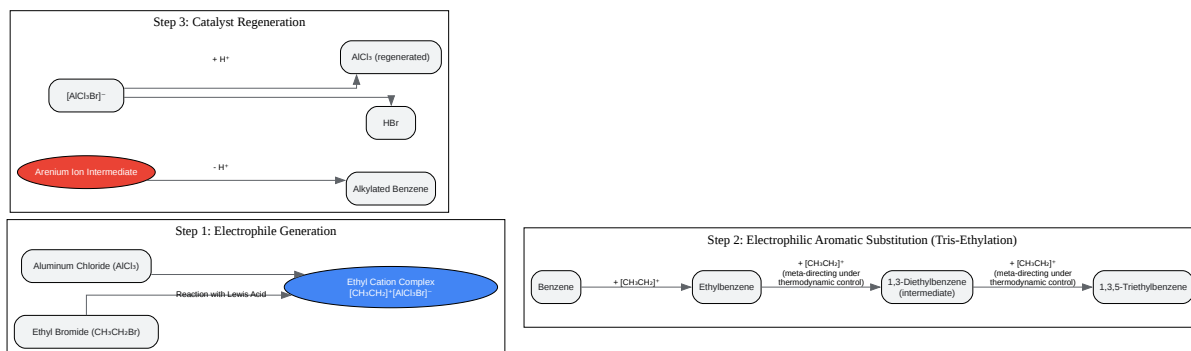 Step 3: Catalyst Regeneration
+ H⁺
AlCl₃ (regenerated)
[AlCl₃Br]⁻
HBr
Arenium Ion Intermediate
- H⁺
Alkylated Benzene
Step 1: Electrophile Generation
Aluminum Chloride (AlCl₃)
Ethyl Cation Complex
[CH₃CH₂]⁺[AlCl₃Br]⁻
Reaction with Lewis Acid
Ethyl Bromide (CH₃CH₂Br)
Step 2: Electrophilic Aromatic Substitution (Tris-Ethylation)
Benzene
+ [CH₃CH₂]⁺
Ethylbenzene
+ [CH₃CH₂]⁺
(meta-directing under
thermodynamic control)
1,3-Diethylbenzene
(intermediate)
+ [CH₃CH₂]⁺
(meta-directing under
thermodynamic control)
1,3,5-Triethylbenzene